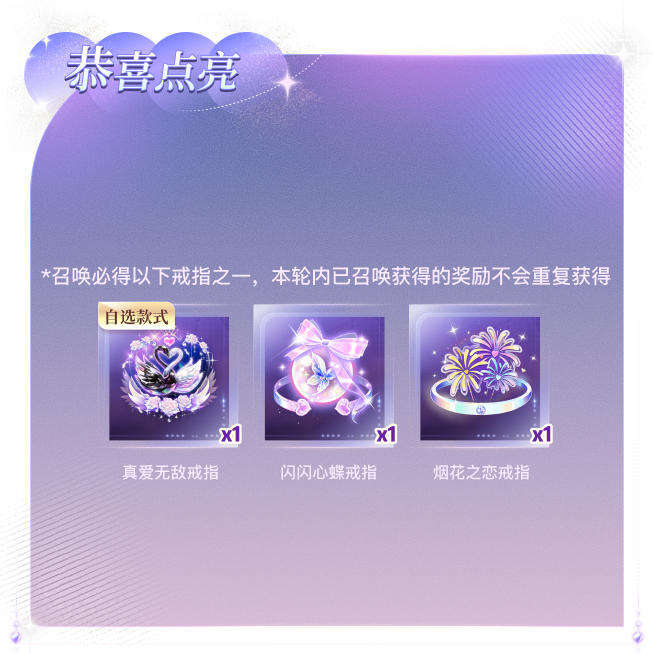 恭喜点亮
*召唤必得以下戒指之一，本轮内已召唤获得的奖励不会重复获得
自选款式
x1
x1
x1
真爱无敌戒指
闪闪心蝶戒指
烟花之恋戒指